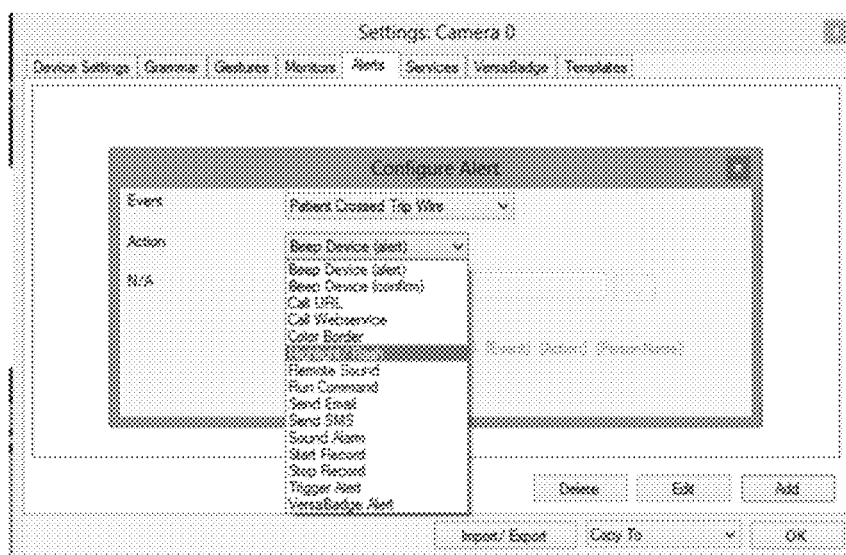 Settings: Camera 0
Device Settings Grammar Gestures Monitors Alerts Services VersaBadge Templates
Configure Alert
Event Patient Crossed Trip Wire
Action Beep Device (alert)
N/A
Beep Device (alert)
Beep Device (confirm)
Call URL
Call Webservice
Color Border
Remote Sound
Run Command
Send Email
Send SMS
Sound Alarm
Start Record
Stop Record
Trigger Alert
VersaBadge Alert
Delete Edit Add
Import / Export Copy To OK